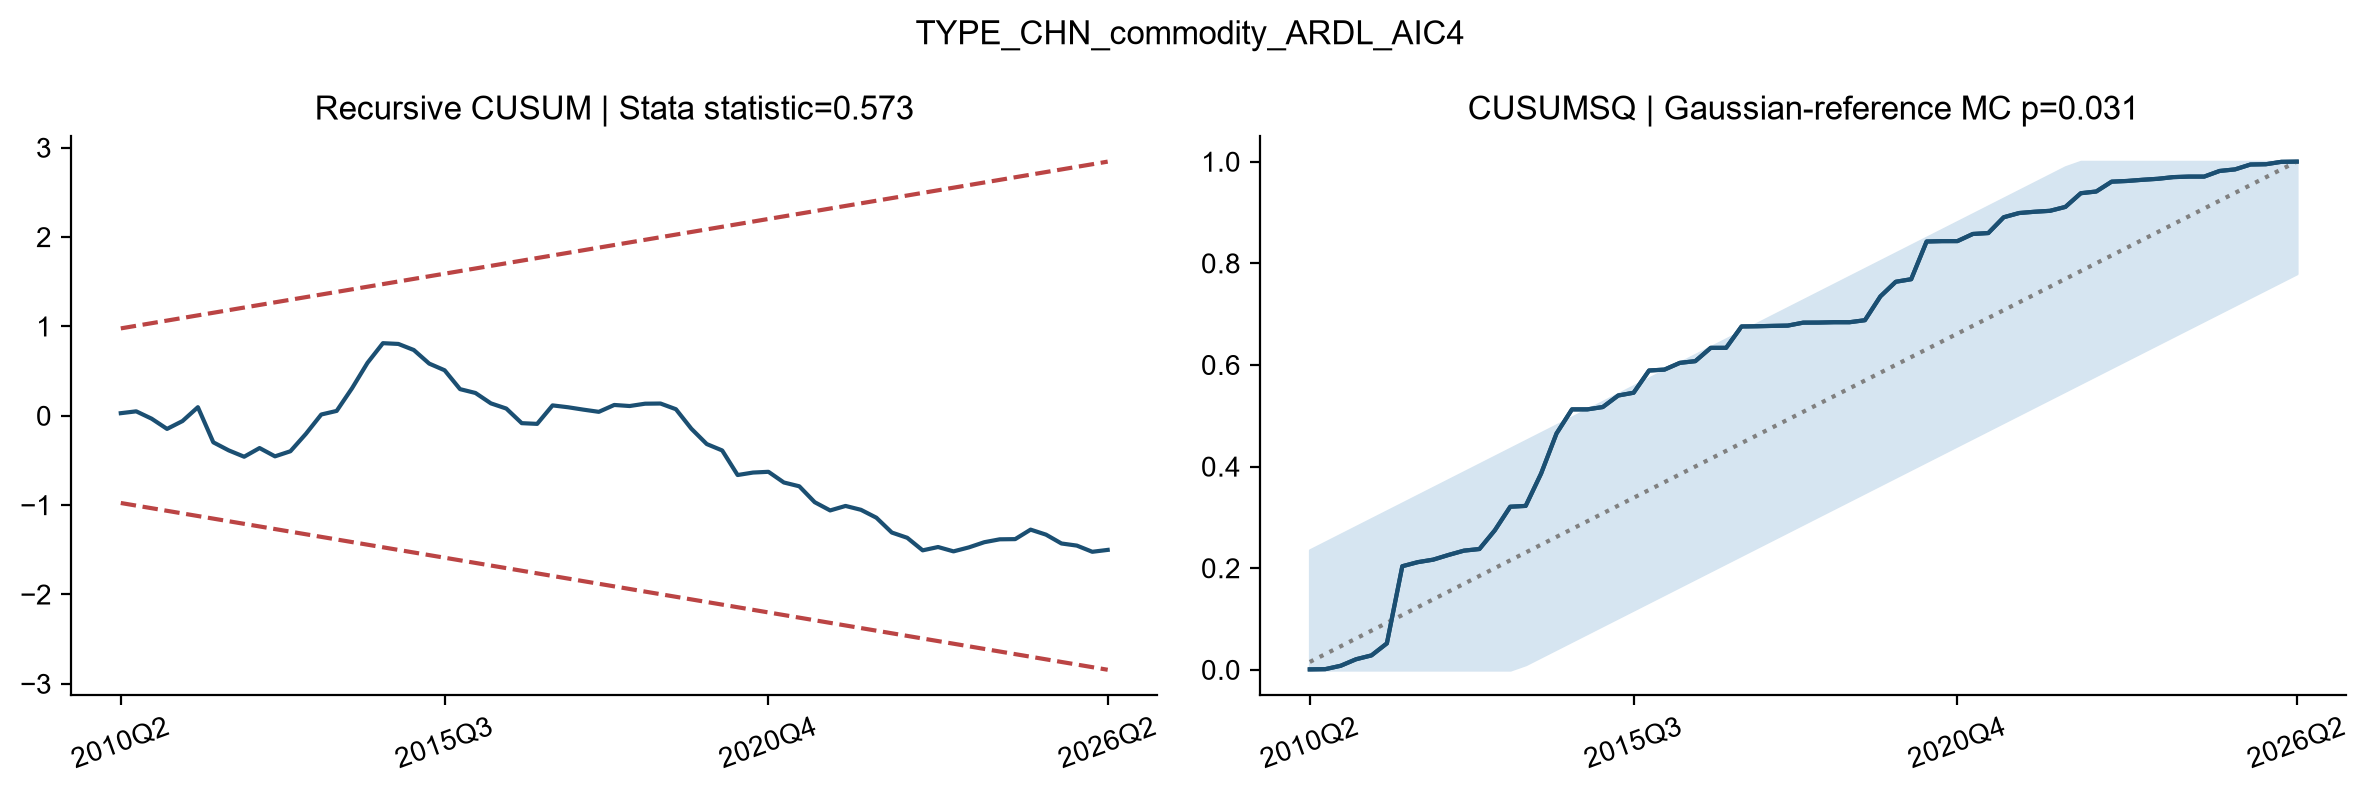 TYPE_CHN_commodity_ARDL_AIC4
Recursive CUSUM | Stata statistic=0.573
3
2
1
0
−1
−2
−3
2010Q2
2015Q3
2020Q4
2026Q2
CUSUMSQ | Gaussian-reference MC p=0.031
1.0
0.8
0.6
0.4
0.2
0.0
2010Q2
2015Q3
2020Q4
2026Q2